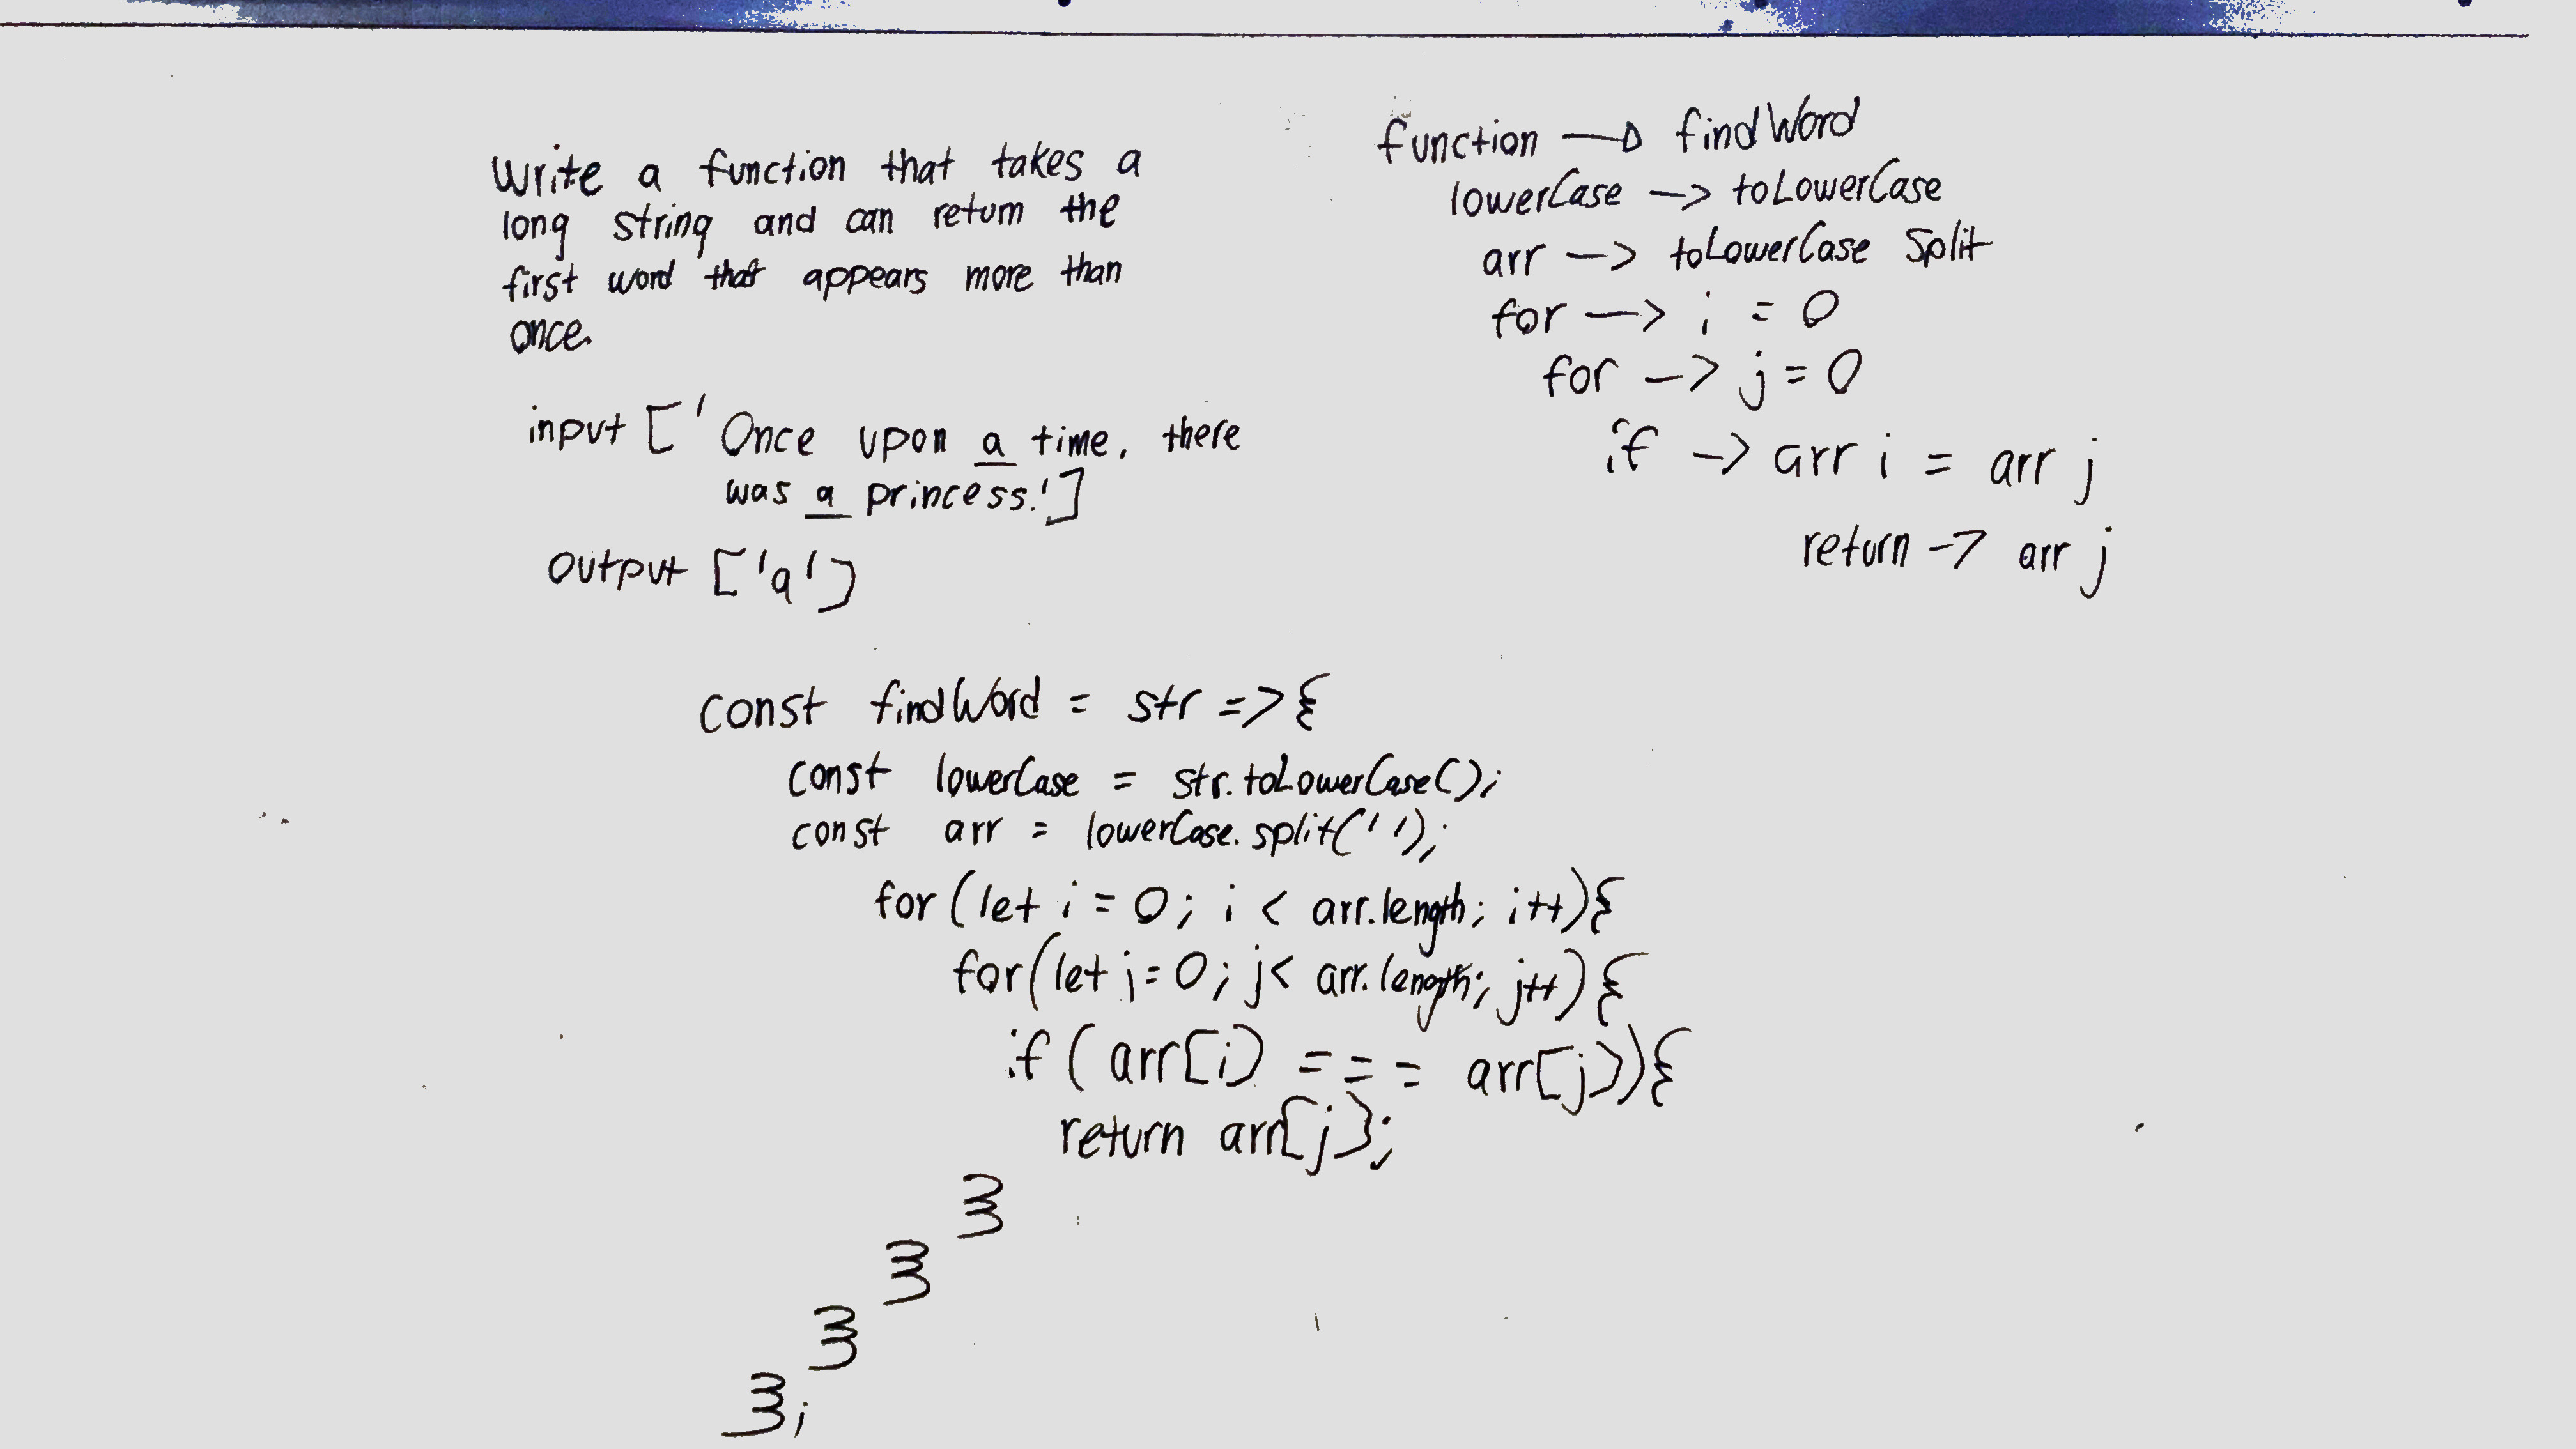 Write a function that takes a
long string and can return the
first word that appears more than
once.
input ['Once upon a time, there
was a princess.']
output ['a']
function —> findWord
lowerCase —> toLowerCase
arr —> toLowerCase Split
for —> i = 0
for —> j = 0
if -> arr i = arr j
return -> arr j
const findWord = str => {
const lowerCase = str.toLowerCase();
const arr = lowerCase.split(' ');
for (let i = 0; i < arr.length; i++){
for(let j=0; j< arr.length; j++){
if (arr[i] === arr[j]){
return arr[j];
}
}
}
};